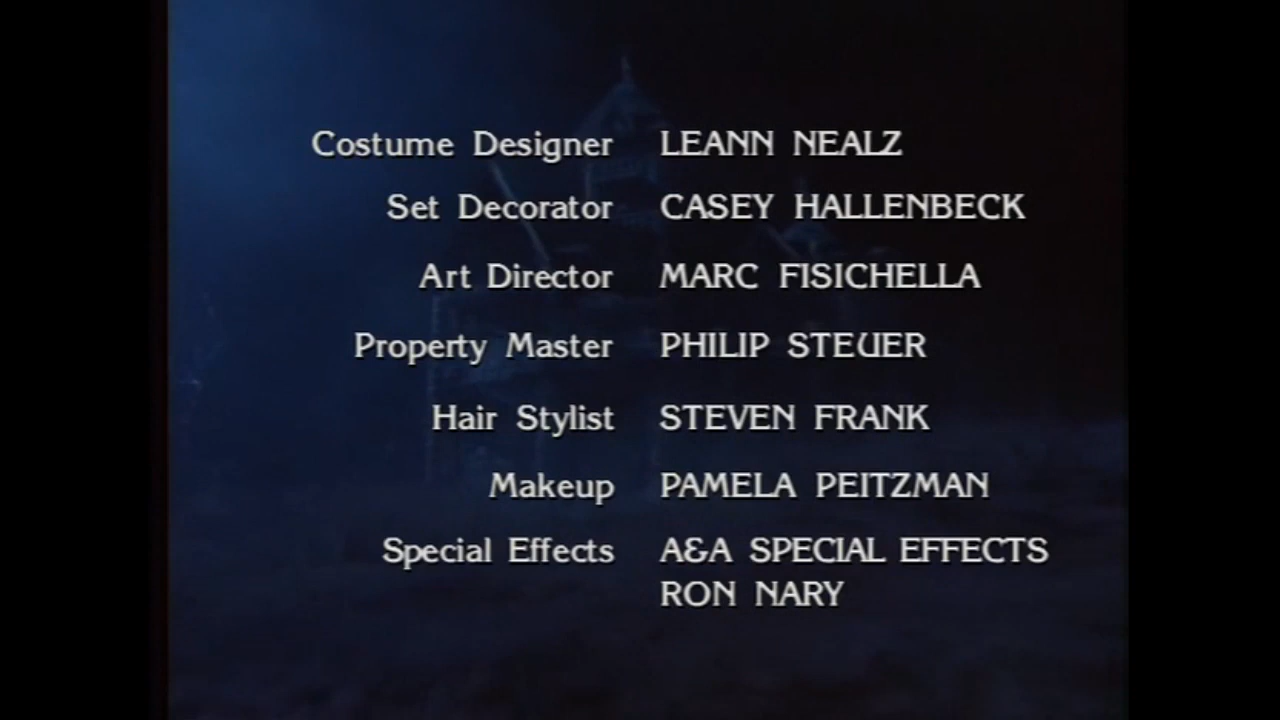 Costume Designer LEANN NEALZ
Set Decorator CASEY HALLENBECK
Art Director MARC FISICHELLA
Property Master PHILIP STEUER
Hair Stylist STEVEN FRANK
Makeup PAMELA PEITZMAN
Special Effects A&A SPECIAL EFFECTS
RON NARY